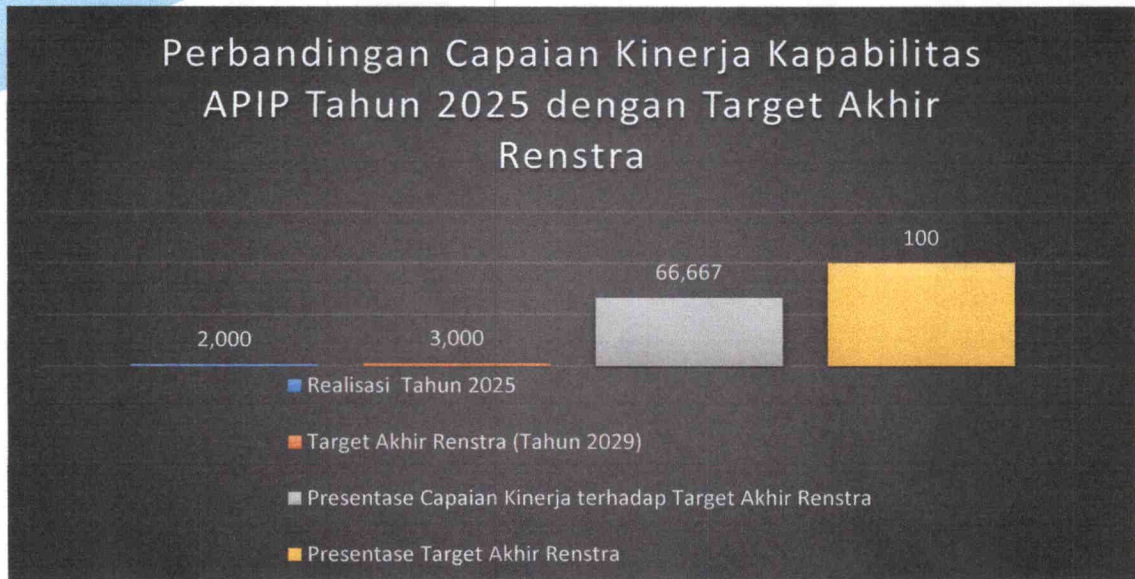 Perbandingan Capaian Kinerja Kapabilitas
APIP Tahun 2025 dengan Target Akhir
Renstra
100
66,667
2,000
3,000
Realisasi Tahun 2025
Target Akhir Renstra (Tahun 2029)
Presentase Capaian Kinerja terhadap Target Akhir Renstra
Presentase Target Akhir Renstra